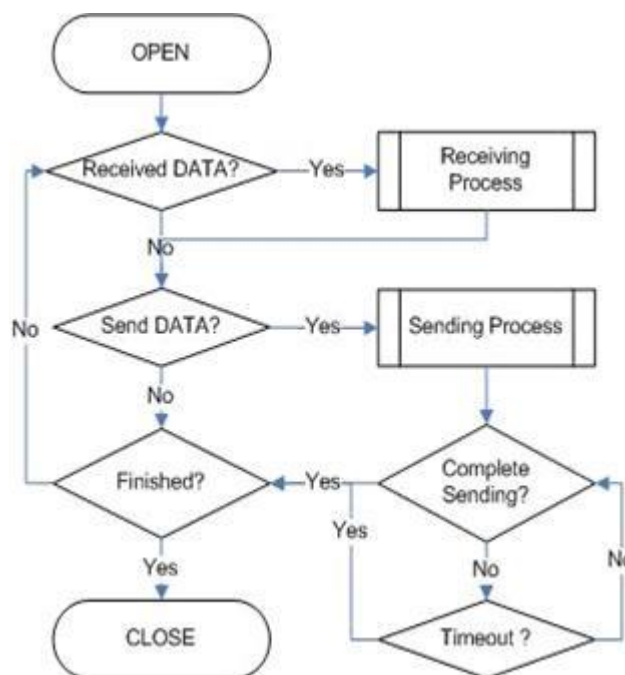 OPEN
Received DATA?
Yes
Receiving
Process
No
Send DATA?
Yes
Sending Process
No
No
Finished?
Yes
Complete
Sending?
Yes
No
No
Yes
CLOSE
Timeout ?